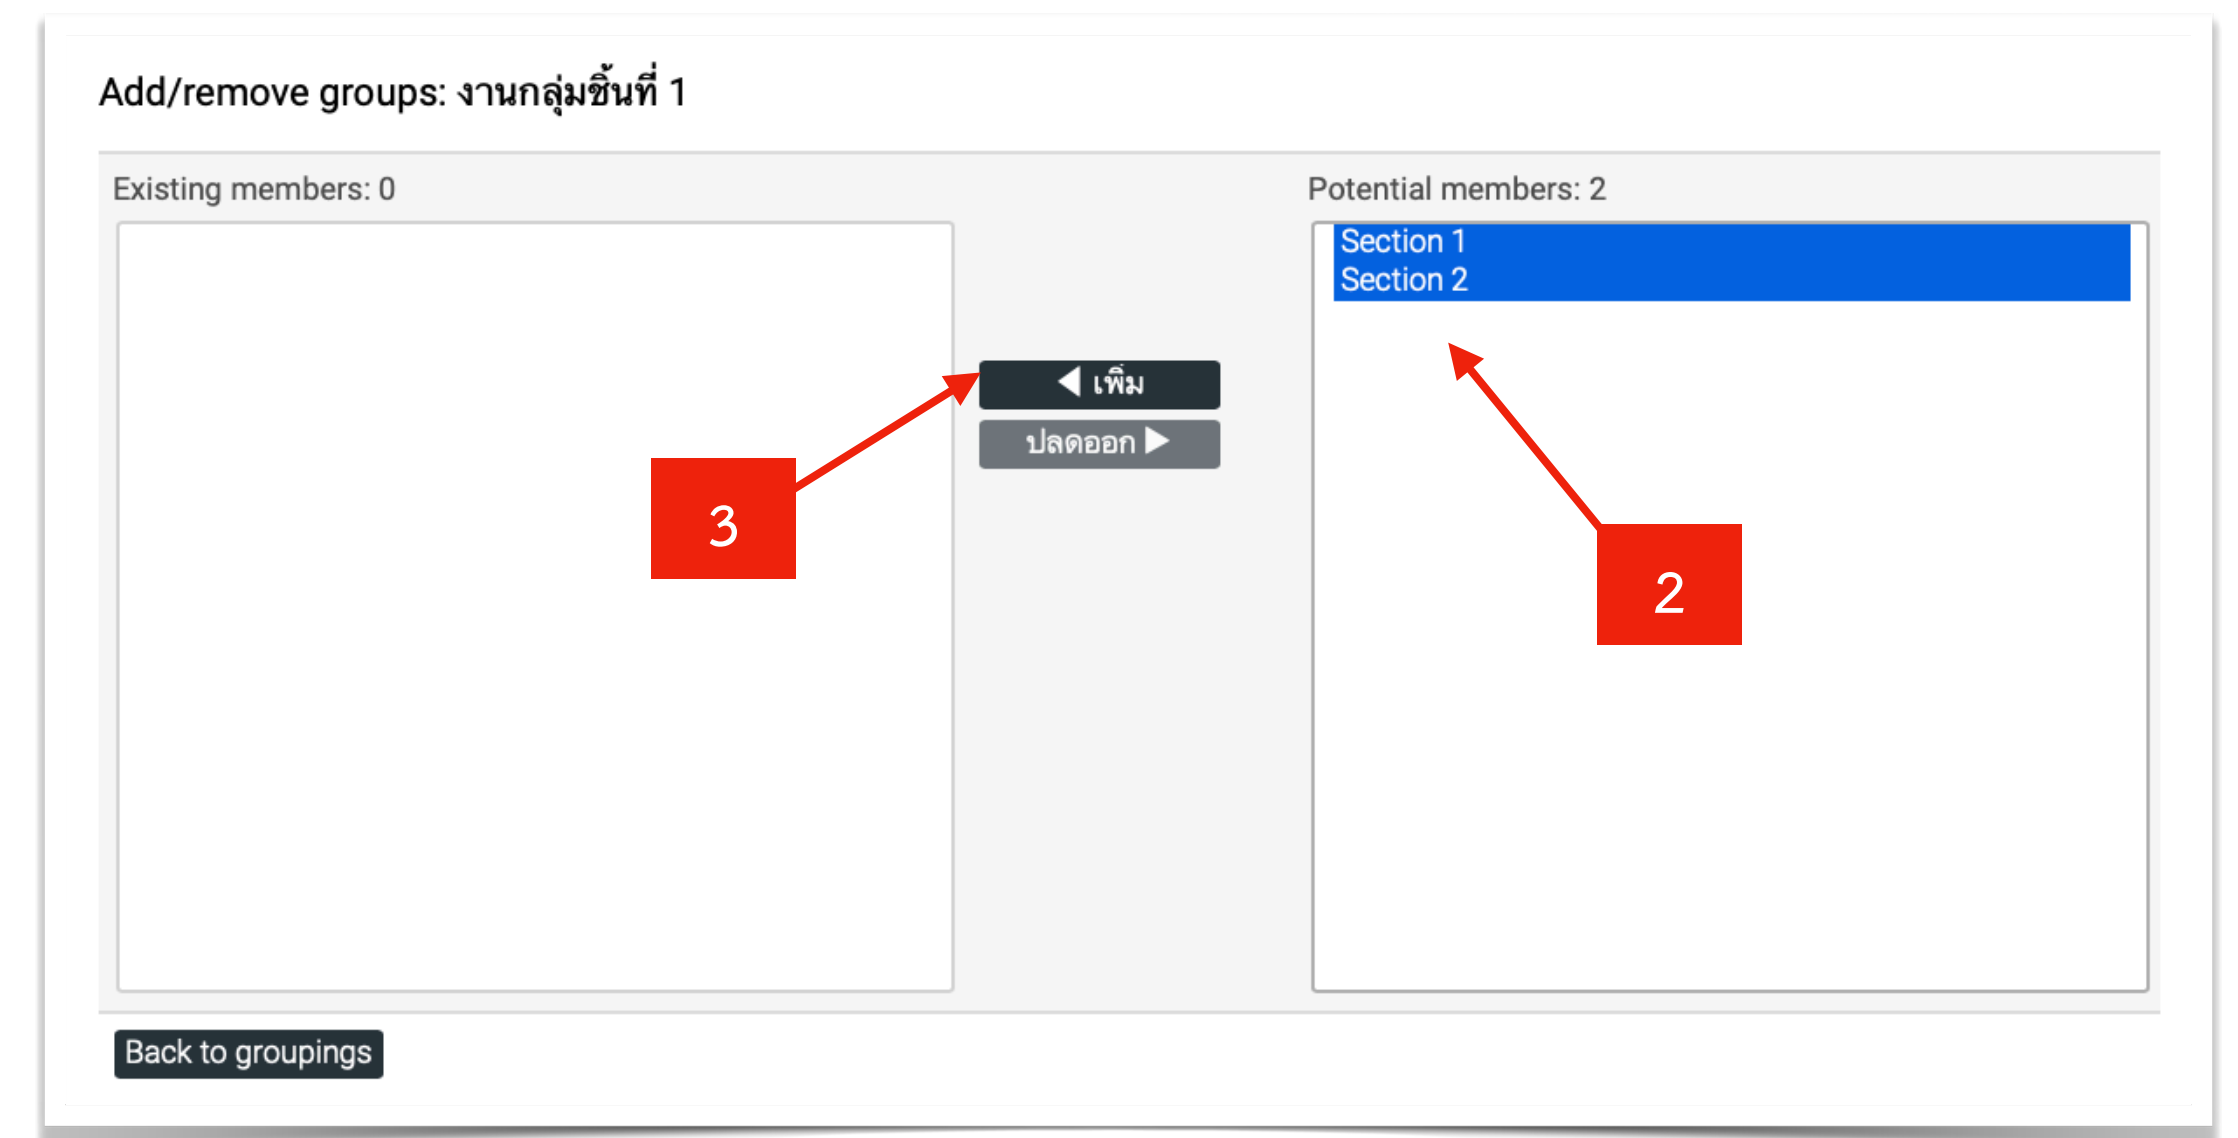 Add/remove groups: งานกลุ่มชิ้นที่ 1
Existing members: 0
Potential members: 2
Section 1
Section 2
◀ เพิ่ม
ปลดออก ▶
3
2
Back to groupings